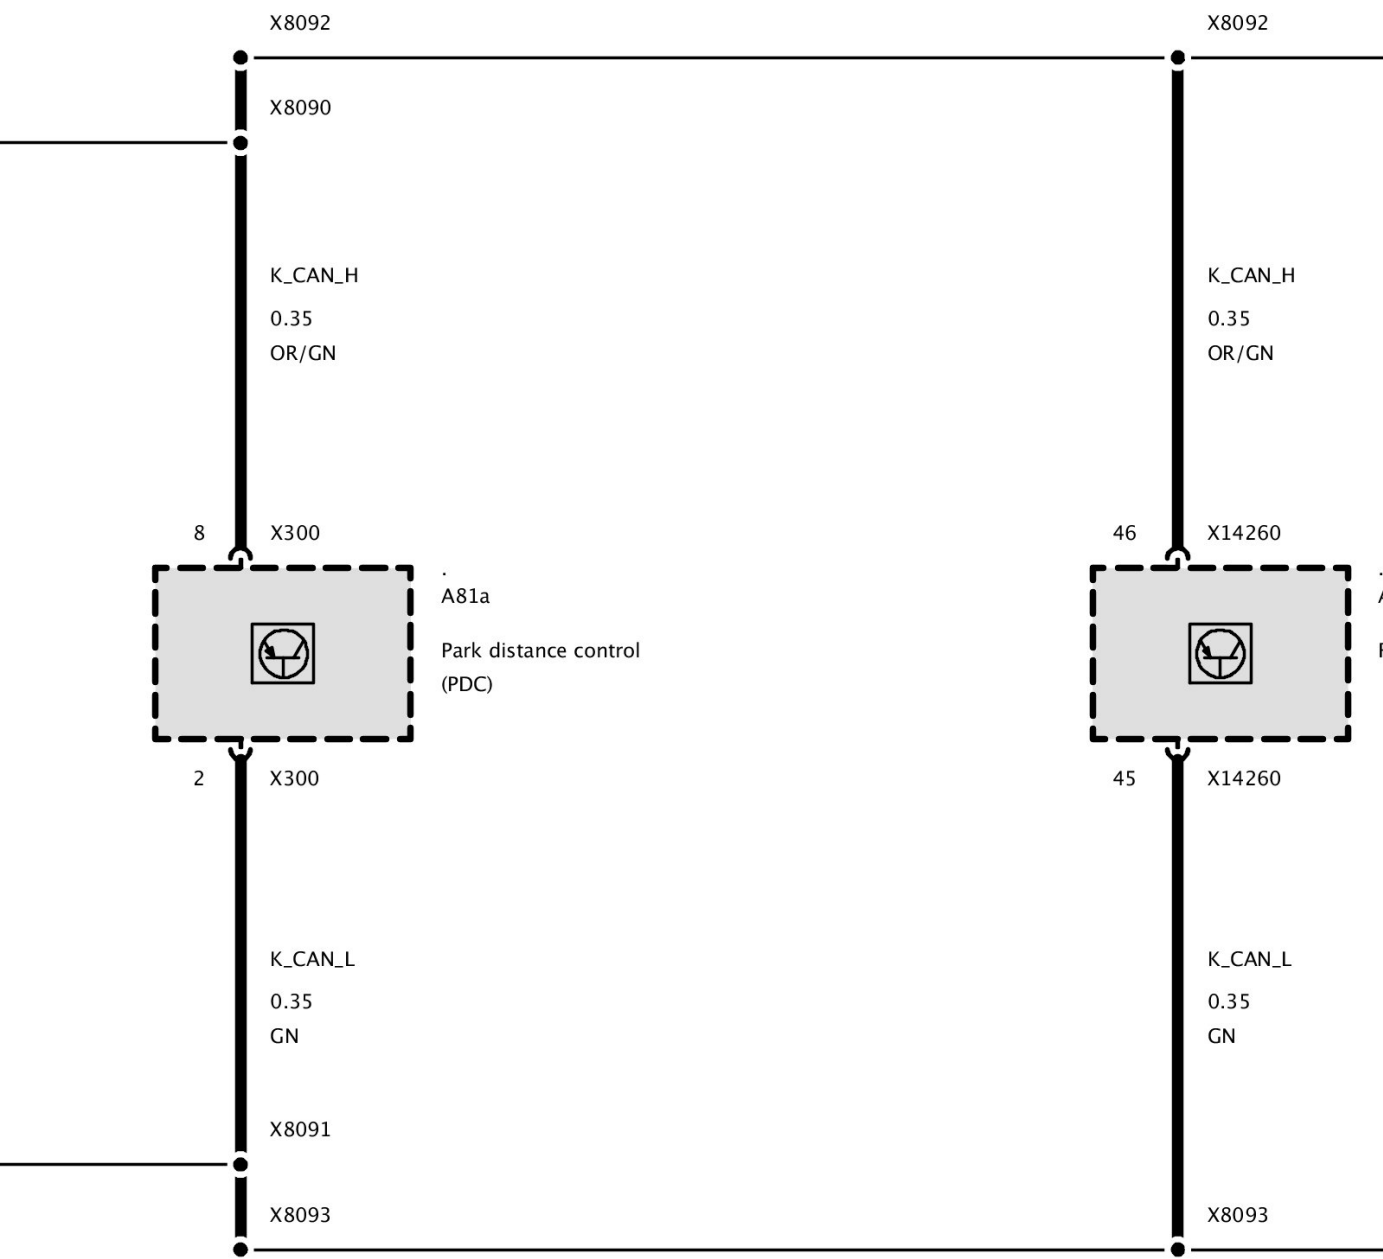 X8092
X8092
X8090
K_CAN_H
0.35
OR/GN
K_CAN_H
0.35
OR/GN
8
X300
46
X14260
.
A81a
Park distance control
(PDC)
2
X300
45
X14260
K_CAN_L
0.35
GN
K_CAN_L
0.35
GN
X8091
X8093
X8093